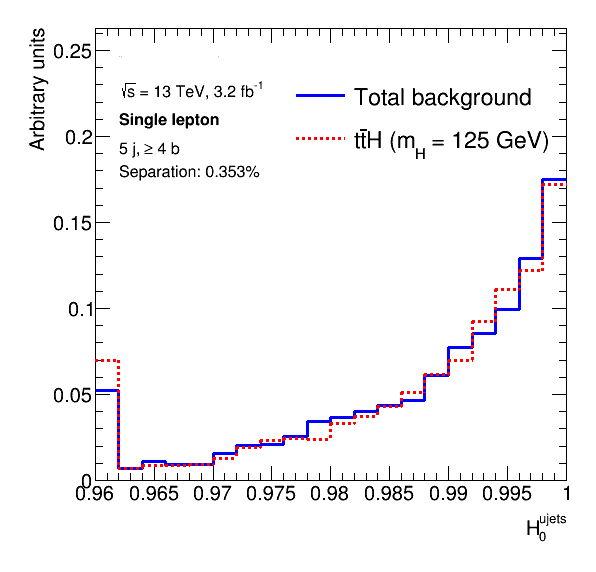 Arbitrary units
0.25
0.2
0.15
0.1
0.05
0
√s = 13 TeV, 3.2 fb⁻¹
Single lepton
5 j, ≥ 4 b
Separation: 0.353%
Total background
tt̄H (m_H = 125 GeV)
0.96 0.965 0.97 0.975 0.98 0.985 0.99 0.995 1
H₀ᵘʲᵉᵗˢ